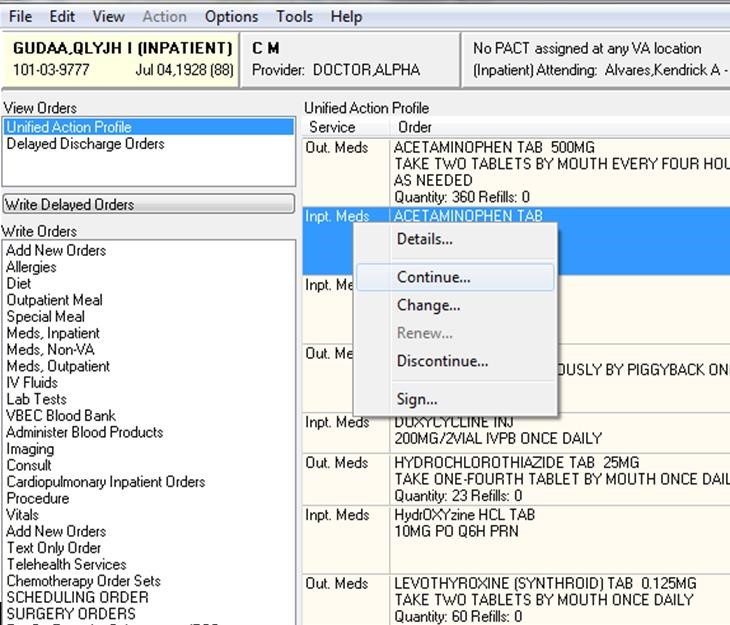 File Edit View Action Options Tools Help
GUDAA,QLYJH I (INPATIENT)
101-03-9777 Jul 04,1928 (88)
C M
Provider: DOCTOR,ALPHA
No PACT assigned at any VA location
(Inpatient) Attending: Alvares,Kendrick A -
View Orders
Unified Action Profile
Delayed Discharge Orders
Write Delayed Orders
Write Orders
Add New Orders
Allergies
Diet
Outpatient Meal
Special Meal
Meds, Inpatient
Meds, Non-VA
Meds, Outpatient
IV Fluids
Lab Tests
VBEC Blood Bank
Administer Blood Products
Imaging
Consult
Cardiopulmonary Inpatient Orders
Procedure
Vitals
Add New Orders
Text Only Order
Telehealth Services
Chemotherapy Order Sets
SCHEDULING ORDER
SURGERY ORDERS
Unified Action Profile
Service Order
Out. Meds ACETAMINOPHEN TAB 500MG
TAKE TWO TABLETS BY MOUTH EVERY FOUR HOU
AS NEEDED
Quantity: 360 Refills: 0
Inpt. Meds ACETAMINOPHEN TAB
Details...
Continue...
Change...
Renew...
Discontinue...
Sign...
Inpt. Me
Out. Me
OUSLY BY PIGGYBACK ON
Inpt. Meds DOXYCYCLINE INJ
200MG/2VIAL IVPB ONCE DAILY
Out. Meds HYDROCHLOROTHIAZIDE TAB 25MG
TAKE ONE-FOURTH TABLET BY MOUTH ONCE DAIL
Quantity: 23 Refills: 0
Inpt. Meds HydrOXYzine HCL TAB
10MG PO Q6H PRN
Out. Meds LEVOTHYROXINE (SYNTHROID) TAB 0.125MG
TAKE TWO TABLETS BY MOUTH ONCE DAILY
Quantity: 60 Refills: 0